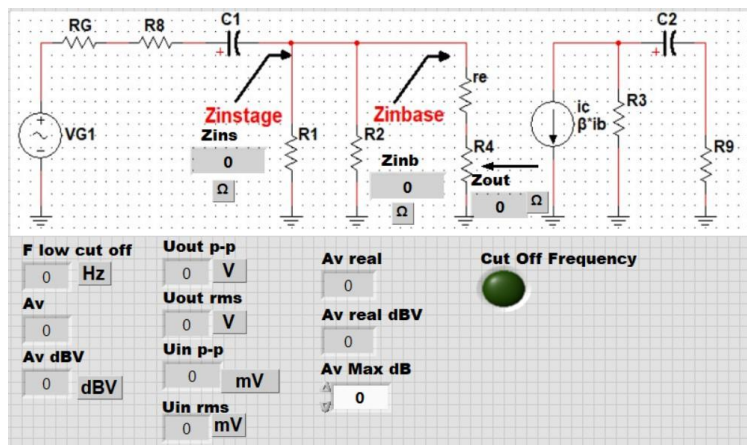 RG R8 C1 C2
+ +
re
Zinstage Zinbase
ic
β*ib
R3
+
~
VG1
Zins
0
Ω
R1 R2
Zinb
0
Ω
R4
Zout
0 Ω
R9
F low cut off
0 Hz
Av
0
Av dBV
0 dBV
Uout p-p
0 V
Uout rms
0 V
Uin p-p
0 mV
Uin rms
0 mV
Av real
0
Av real dBV
0
Av Max dB
0
Cut Off Frequency